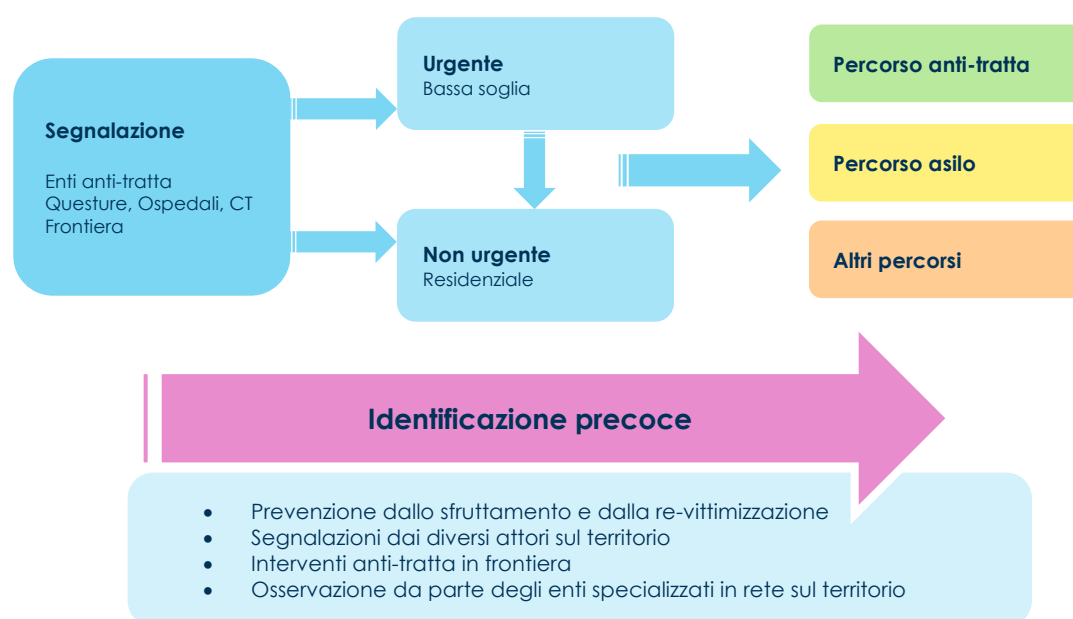 Segnalazione
Enti anti-tratta
Questure, Ospedali, CT
Frontiera
Urgente
Bassa soglia
Non urgente
Residenziale
Percorso anti-tratta
Percorso asilo
Altri percorsi
Identificazione precoce
• Prevenzione dallo sfruttamento e dalla re-vittimizzazione
• Segnalazioni dai diversi attori sul territorio
• Interventi anti-tratta in frontiera
• Osservazione da parte degli enti specializzati in rete sul territorio